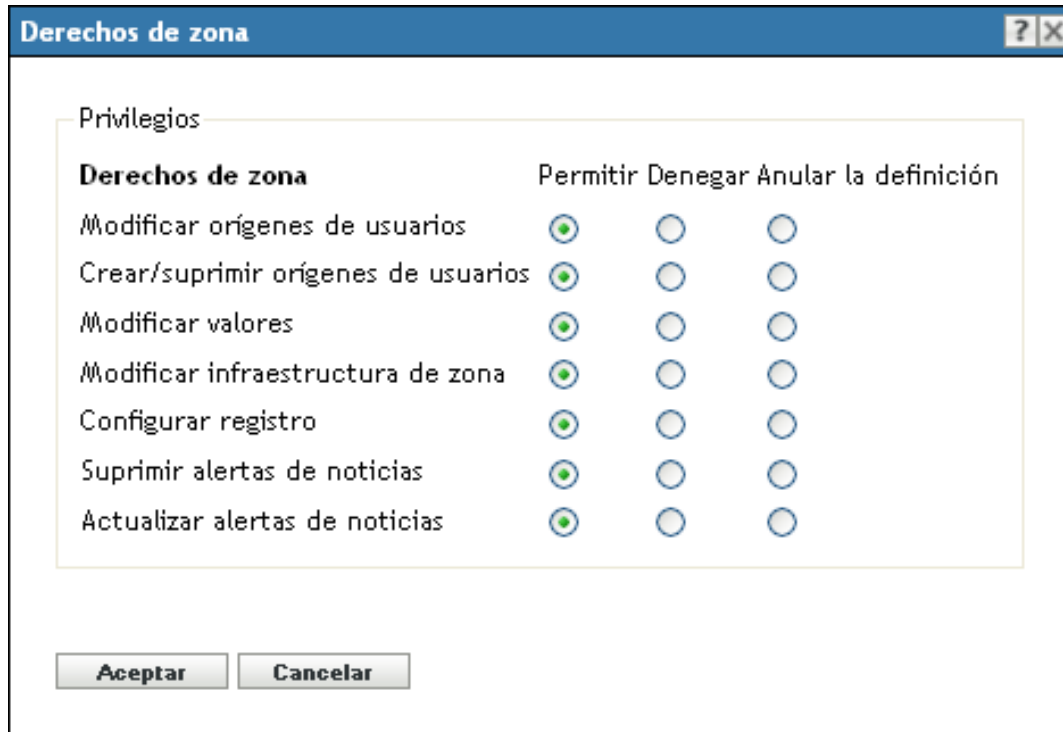 Derechos de zona ? X
Privilegios
Derechos de zona Permitir Denegar Anular la definición
Modificar orígenes de usuarios
Crear/suprimir orígenes de usuarios
Modificar valores
Modificar infraestructura de zona
Configurar registro
Suprimir alertas de noticias
Actualizar alertas de noticias
Aceptar Cancelar